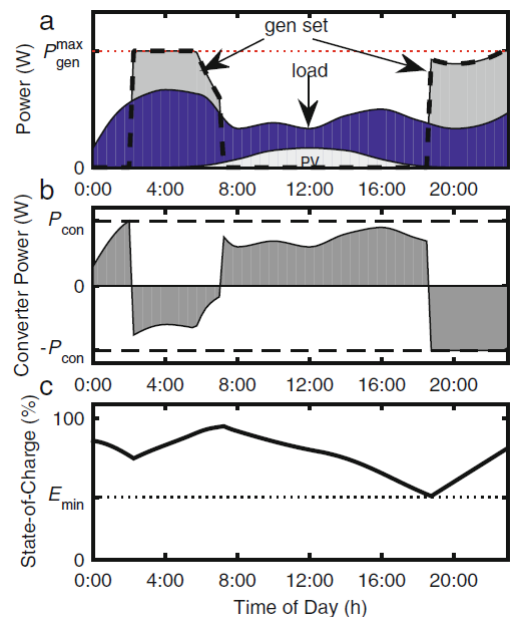 a
gen set
load
P_gen^max
Power (W)
0
PV
0:00 4:00 8:00 12:00 16:00 20:00
b
Converter Power (W)
P_con
0
-P_con
0:00 4:00 8:00 12:00 16:00 20:00
c
State-of-Charge (%)
100
E_min
0
0:00 4:00 8:00 12:00 16:00 20:00
Time of Day (h)